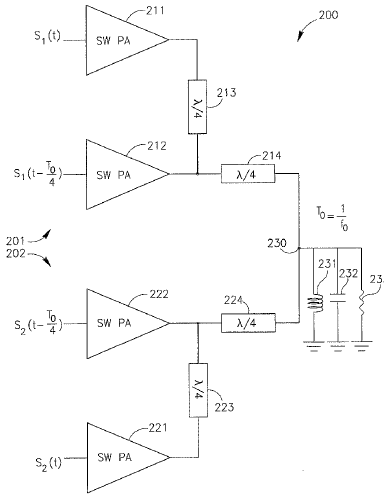 211
S₁(t)
SW PA
200
λ/4
213
212
214
S₁(t-T₀/4)
SW PA
λ/4
T₀ = 1/f₀
201
202
230
231
232
222
224
S₂(t-T₀/4)
SW PA
λ/4
λ/4
223
221
SW PA
S₂(t)